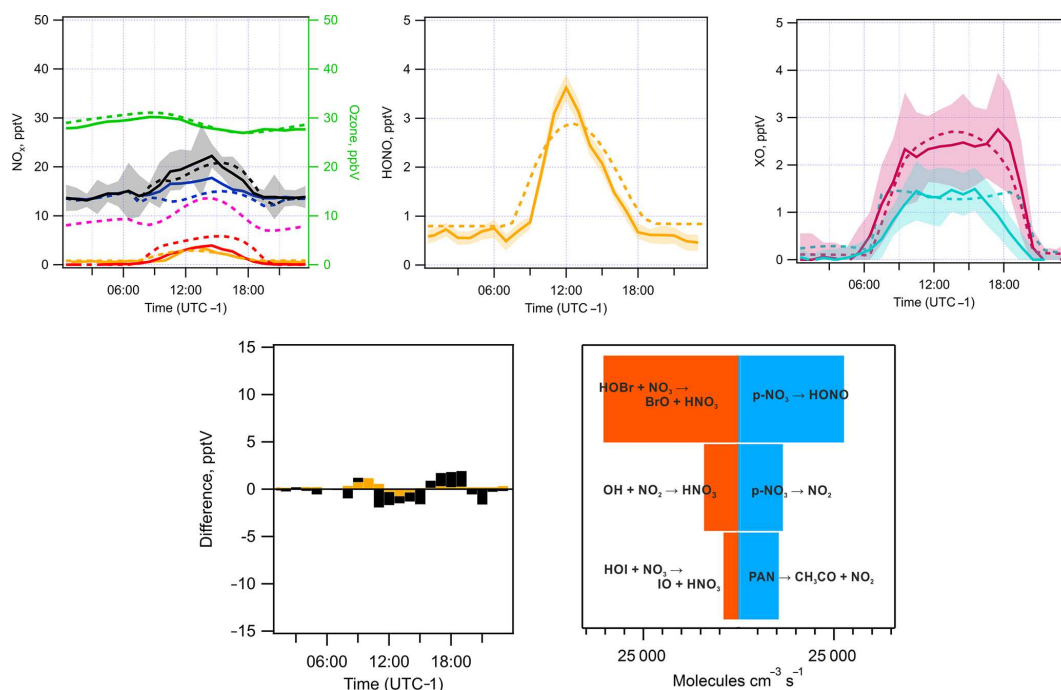 50
40
30
20
10
0
NOx, pptV
50
40
30
20
10
0
Ozone, ppbV
06:00 12:00 18:00
Time (UTC–1)
5
4
3
2
1
0
HONO, pptV
06:00 12:00 18:00
Time (UTC–1)
5
4
3
2
1
0
XO, pptV
06:00 12:00 18:00
Time (UTC–1)
15
10
5
0
-5
-10
-15
Difference, pptV
06:00 12:00 18:00
Time (UTC–1)
HOBr + NO₃ →
BrO + HNO₃
p-NO₃ → HONO
OH + NO₂ → HNO₃
p-NO₃ → NO₂
HOI + NO₃ →
IO + HNO₃
PAN → CH₃CO + NO₂
25 000 25 000
Molecules cm⁻³ s⁻¹